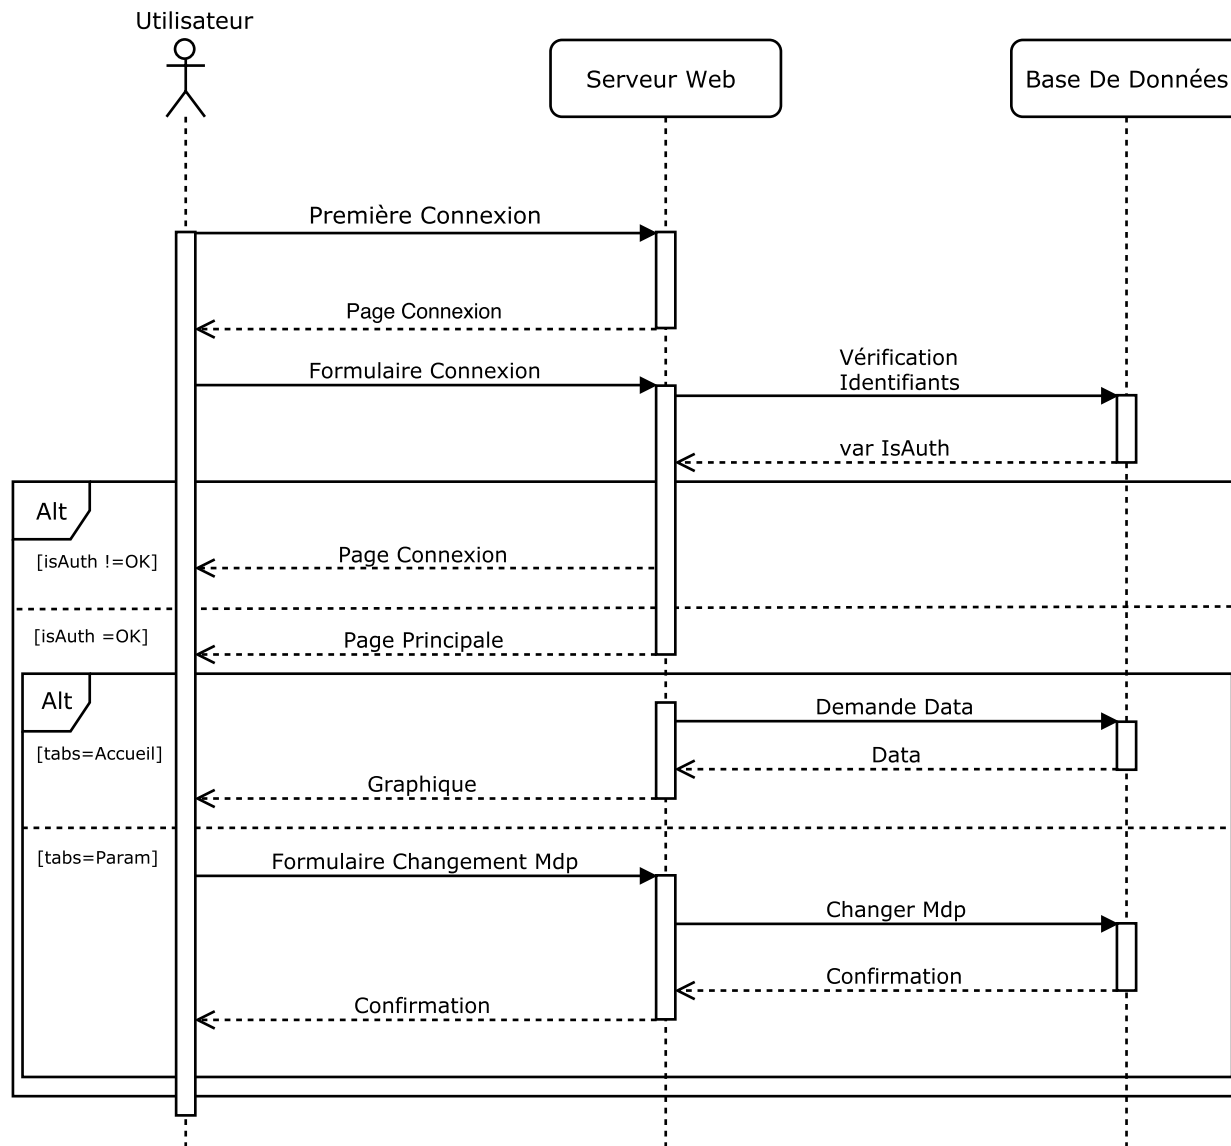 Utilisateur
Serveur Web
Base De Données
Première Connexion
Page Connexion
Formulaire Connexion
Vérification
Identifiants
var IsAuth
Alt
[isAuth !=OK]
Page Connexion
[isAuth =OK]
Page Principale
Alt
Demande Data
[tabs=Accueil]
Data
Graphique
[tabs=Param]
Formulaire Changement Mdp
Changer Mdp
Confirmation
Confirmation